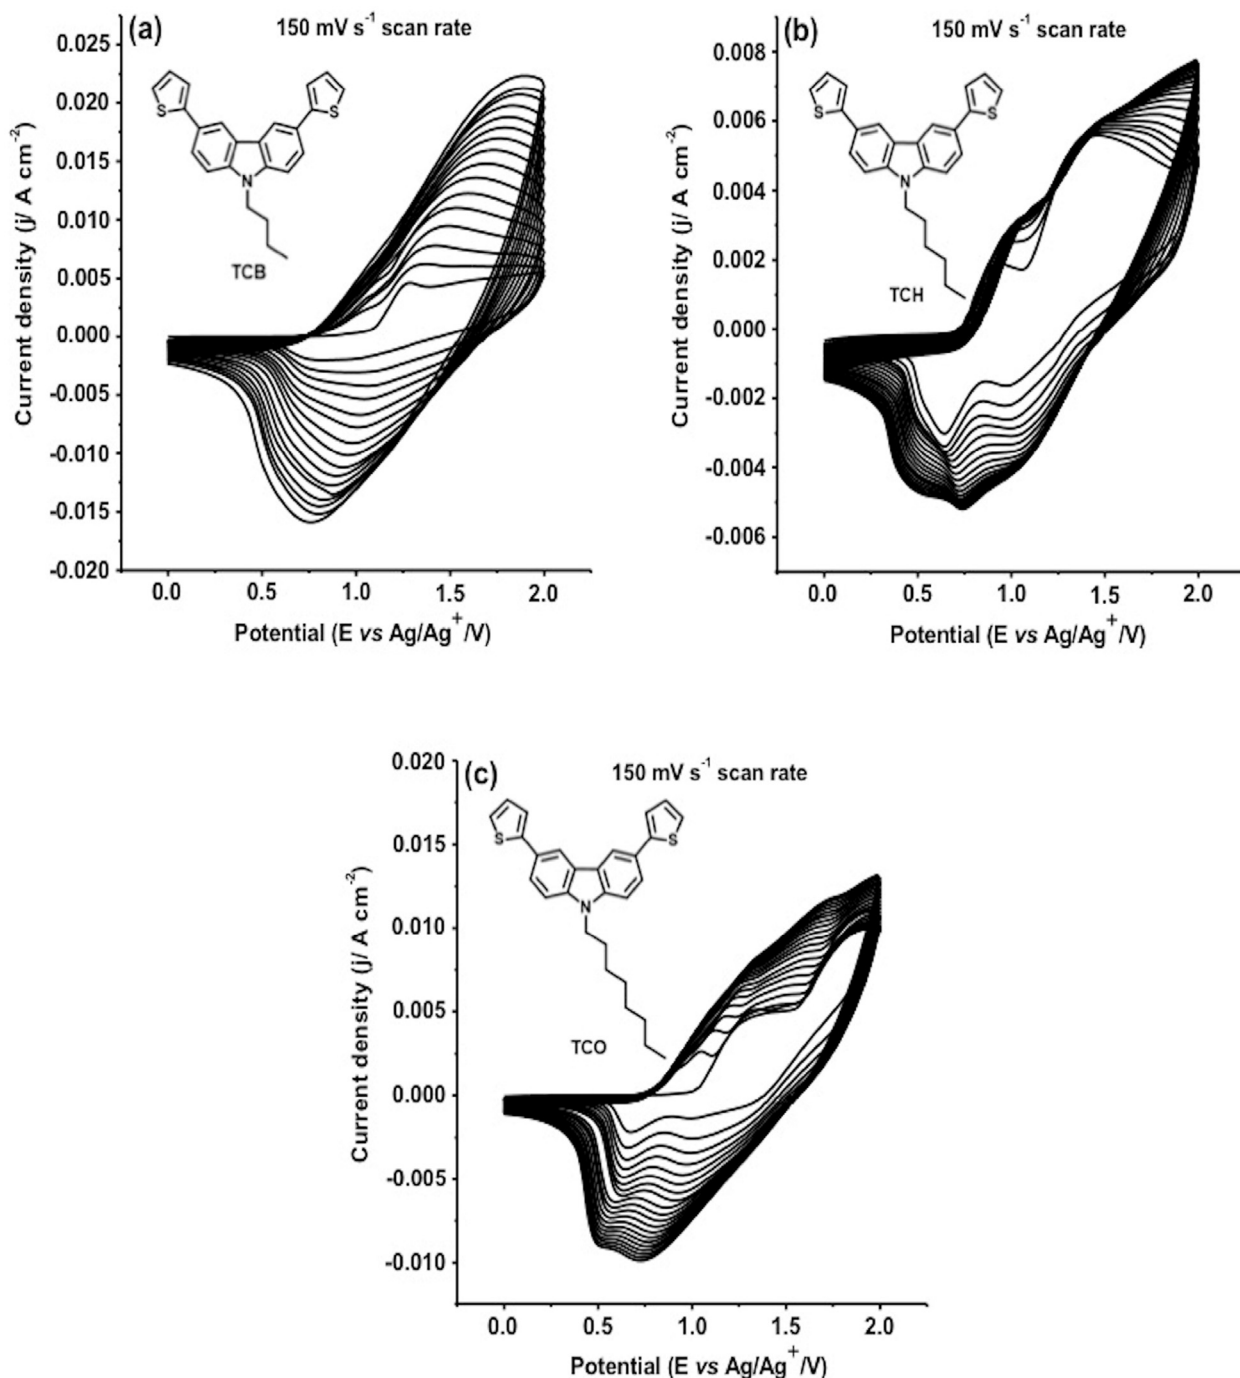 (a)
150 mV s⁻¹ scan rate
0.025
0.020
0.015
0.010
0.005
0.000
-0.005
-0.010
-0.015
-0.020
Current density (j/ A cm⁻²)
S
S
N
TCB
0.0 0.5 1.0 1.5 2.0
Potential (E vs Ag/Ag⁺/V)
(b)
150 mV s⁻¹ scan rate
0.008
0.006
0.004
0.002
0.000
-0.002
-0.004
-0.006
Current density (j/ A cm⁻²)
S
S
N
TCH
0.0 0.5 1.0 1.5 2.0
Potential (E vs Ag/Ag⁺/V)
(c)
150 mV s⁻¹ scan rate
0.020
0.015
0.010
0.005
0.000
-0.005
-0.010
Current density (j/ A cm⁻²)
S
S
N
TCO
0.0 0.5 1.0 1.5 2.0
Potential (E vs Ag/Ag⁺/V)